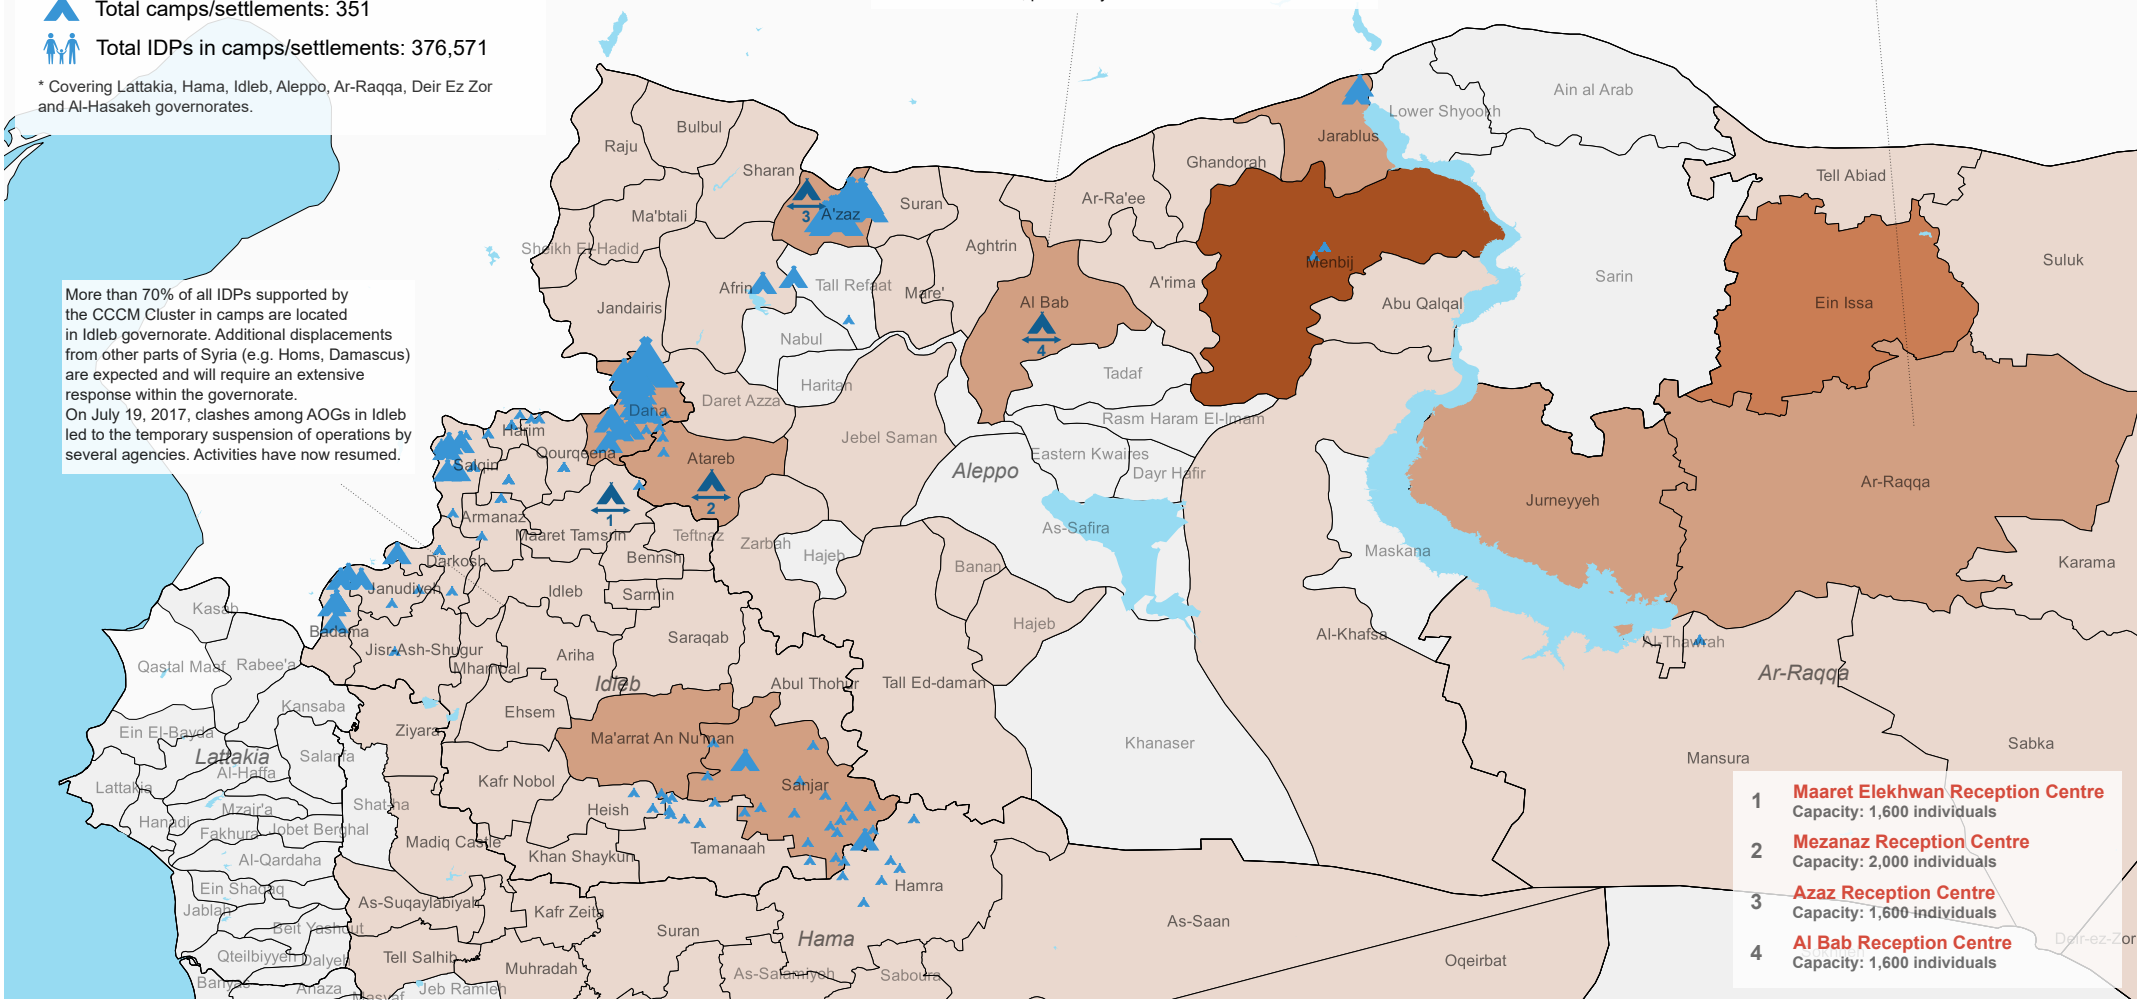 Total camps/settlements: 351
Total IDPs in camps/settlements: 376,571
* Covering Lattakia, Hama, Idleb, Aleppo, Ar-Raqqa, Deir Ez Zor
and Al-Hasakeh governorates.
More than 70% of all IDPs supported by
the CCCM Cluster in camps are located
in Idleb governorate. Additional displacements
from other parts of Syria (e.g. Homs, Damascus)
are expected and will require an extensive
response within the governorate.
On July 19, 2017, clashes among AOGs in Idleb
led to the temporary suspension of operations by
several agencies. Activities have now resumed.
Ain al Arab
Lower Shyookh
Bulbul
Jarablus
Raju
Ghandorah
Sharan
Tell Abiad
Ar-Ra'ee
Suran
3
A'zaz
Ma'btali
Sheikh El-Hadid
Aghtrin
Menbij
Suluk
Sarin
A'rima
Afrin
Tall Refaat
Mare'
Al Bab
4
Abu Qalqal
Ein Issa
Jandairis
Nabul
Tadaf
Haritan
Daret Azza
Dana
Rasm Haram El-Imam
Harim
Jebel Saman
Qourqeena
Eastern Kwaires
Atareb
Salqin
Aleppo
Dayr Hafir
Ar-Raqqa
Jurneyyeh
2
1
Armanaz
As-Safira
Maaret Tamsrin
Teftnaz
Zarbah
Hajeb
Maskana
Bennsh
Darkosh
Banan
Karama
Janudiyeh
Idleb
Sarmin
Kasab
Hajeb
Badama
Al-Khafsa
Saraqab
Al-Thawrah
Jisr-Ash-Shugur
Ariha
Qastal Maaf
Rabee'a
Mhambal
Ar-Raqqa
Idleb
Abul Thohur
Tall Ed-daman
Kansaba
Ehsem
Ein El-Bayda
Ziyara
Ma'arrat An Nu'man
Khanaser
Sabka
Lattakia
Salanfa
Mansura
Al-Haffa
Kafr Nobol
Sanjar
Lattakia
Shat-ha
Mzair'a
Heish
Hanadi
Fakhura
Jobet Berghal
Madiq Castle
Tamanaah
Khan Shaykun
Al-Qardaha
Hamra
Ein Shaqaq
As-Suqaylabiyah
Jablah
Kafr Zeita
As-Saan
Beit Yashout
Suran
Hama
Qteilbiyyeh
Dalyeh
Tell Salhib
Oqeirbat
Muhradah
As-Salamiyeh
Saboura
Banyas
Anaza
Jeb Ramleh
Masyaf
Deir-ez-Zor
1
Maaret Elekhwan Reception Centre
Capacity: 1,600 individuals
2
Mezanaz Reception Centre
Capacity: 2,000 individuals
3
Azaz Reception Centre
Capacity: 1,600 individuals
4
Al Bab Reception Centre
Capacity: 1,600 individuals